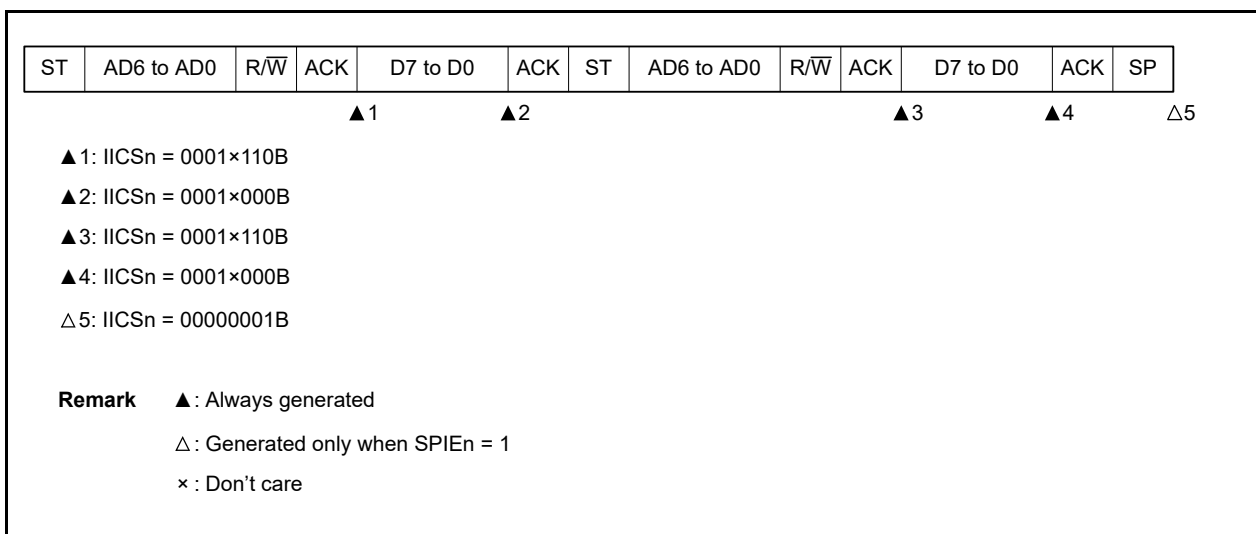 ST AD6 to AD0 R/W̅ ACK D7 to D0 ACK ST AD6 to AD0 R/W̅ ACK D7 to D0 ACK SP
▲1 ▲2 ▲3 ▲4 △5
▲1: IICSn = 0001×110B
▲2: IICSn = 0001×000B
▲3: IICSn = 0001×110B
▲4: IICSn = 0001×000B
△5: IICSn = 00000001B
Remark ▲: Always generated
△: Generated only when SPIEn = 1
× : Don’t care